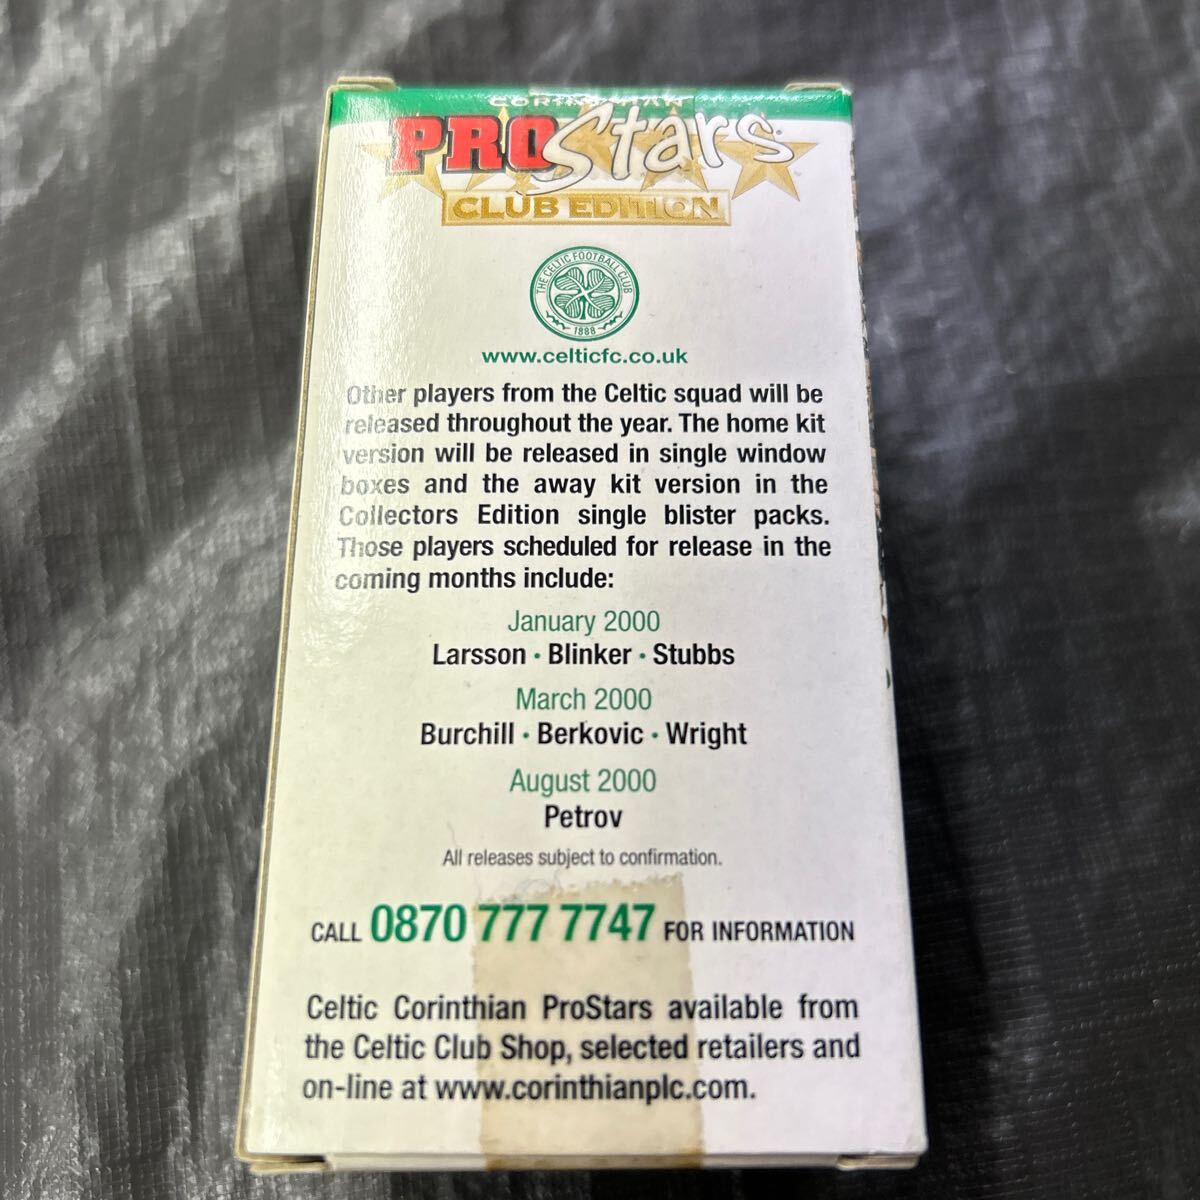 CORINTHIAN
PROStars
CLUB EDITION
THE CELTIC FOOTBALL CLUB
1888
www.celticfc.co.uk
Other players from the Celtic squad will be
released throughout the year. The home kit
version will be released in single window
boxes and the away kit version in the
Collectors Edition single blister packs.
Those players scheduled for release in the
coming months include:
January 2000
Larsson • Blinker • Stubbs
March 2000
Burchill • Berkovic • Wright
August 2000
Petrov
All releases subject to confirmation.
CALL 0870 777 7747 FOR INFORMATION
Celtic Corinthian ProStars available from
the Celtic Club Shop, selected retailers and
on-line at www.corinthianplc.com.